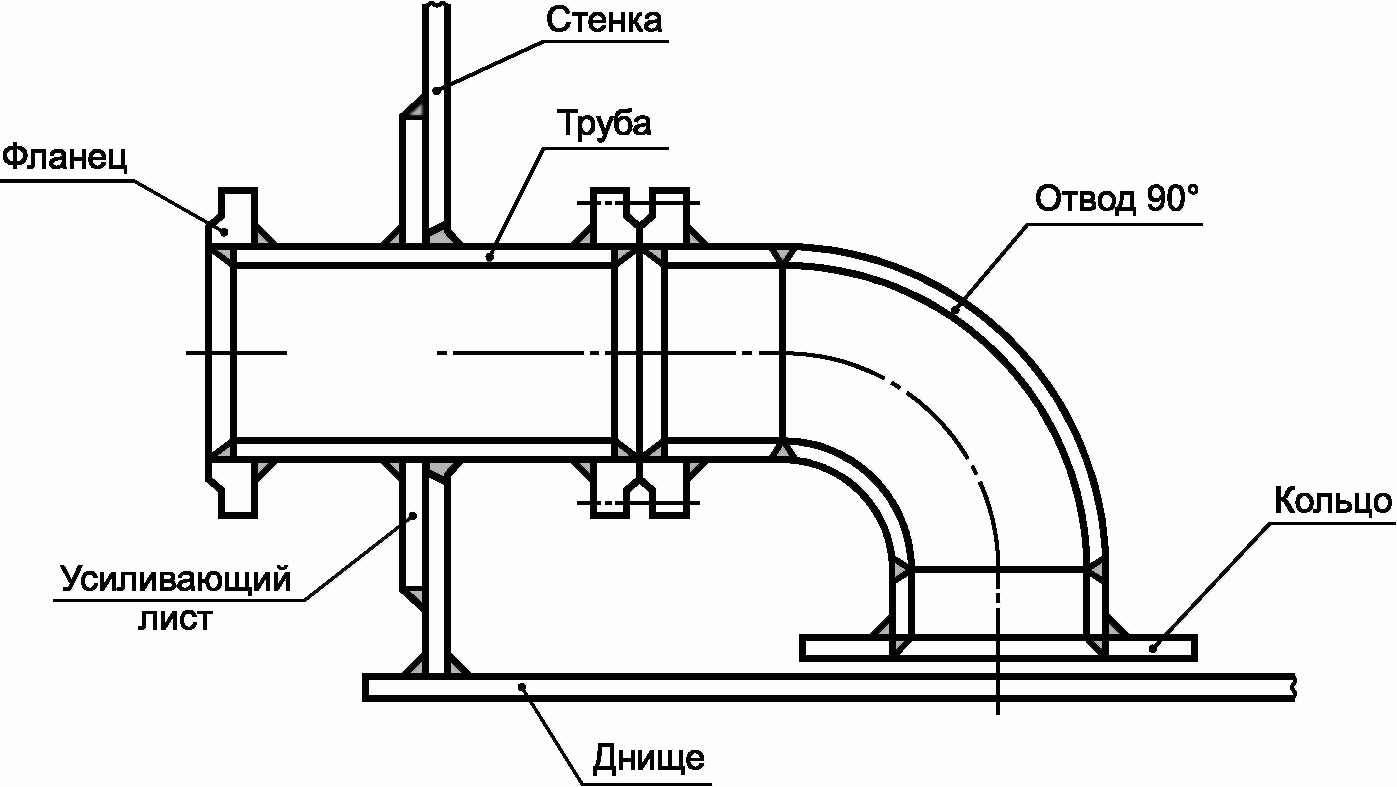 Стенка
Труба
Фланец
Отвод 90°
Кольцо
Усиливающий
лист
Днище